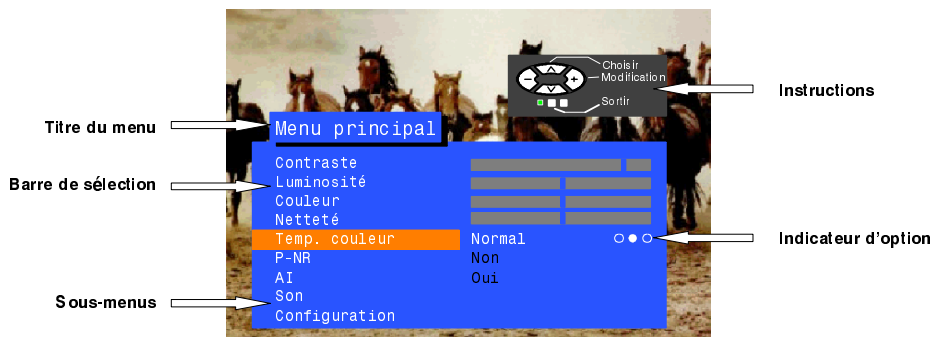 Choisir
Modification
Sortir
Instructions
Titre du menu
Menu principal
Contraste
Barre de sélection
Luminosité
Couleur
Netteté
Temp. couleur Normal
Indicateur d'option
P-NR Non
AI Oui
Sous-menus
Son
Configuration